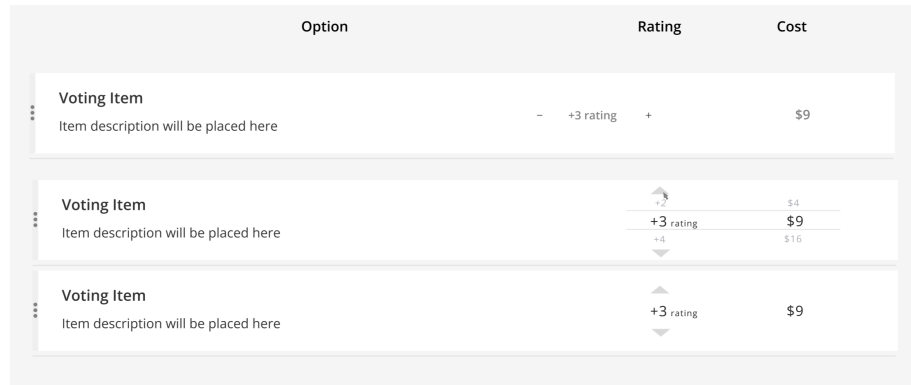 Option Rating Cost
Voting Item
Item description will be placed here
− +3 rating + $9
Voting Item
Item description will be placed here
+2 $4
+3 rating $9
+4 $16
Voting Item
Item description will be placed here
+3 rating $9